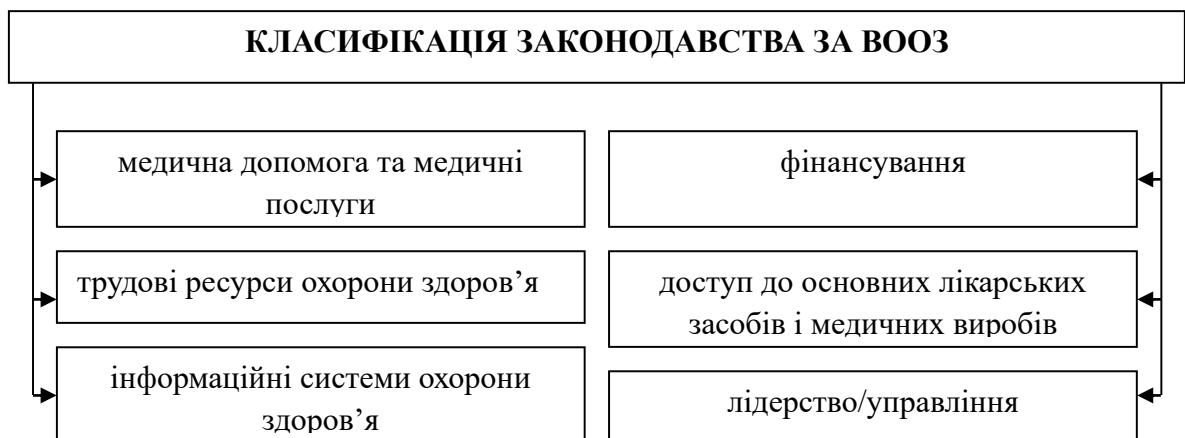 КЛАСИФІКАЦІЯ ЗАКОНОДАВСТВА ЗА ВООЗ
медична допомога та медичні
послуги
фінансування
трудові ресурси охорони здоров’я
доступ до основних лікарських
засобів і медичних виробів
інформаційні системи охорони
здоров’я
лідерство/управління